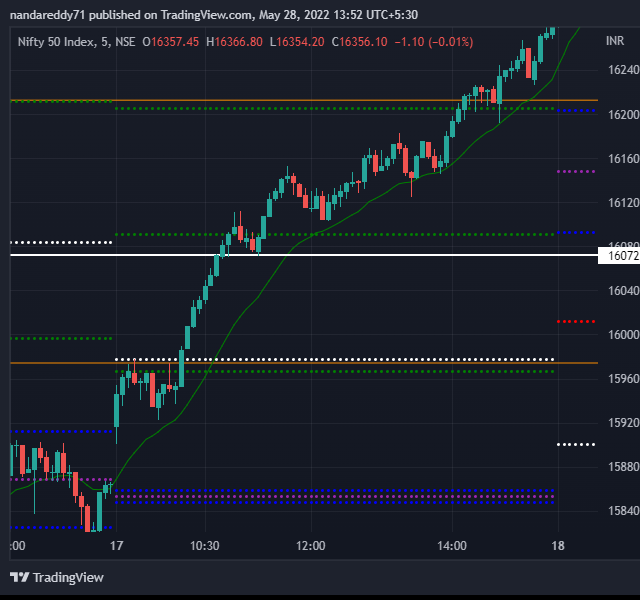 nandareddy71 published on TradingView.com, May 28, 2022 13:52 UTC+5:30
Nifty 50 Index, 5, NSE O16357.45 H16366.80 L16354.20 C16356.10 −1.10 (−0.01%)
INR
16240
16200
16160
16120
16080
16072
16040
16000
15960
15920
15880
15840
:00 17 10:30 12:00 14:00 18
TradingView